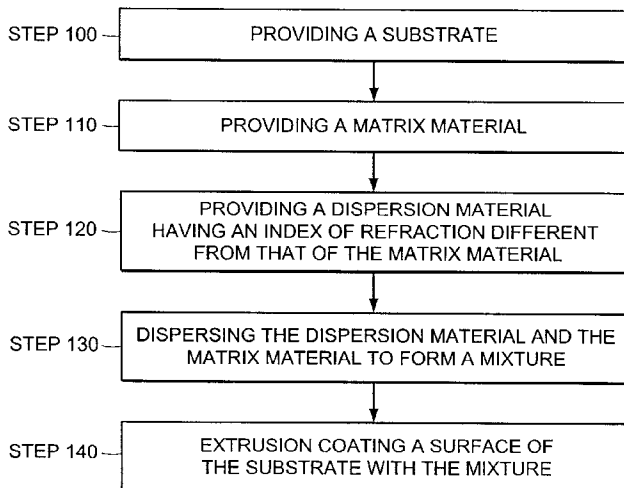 STEP 100
PROVIDING A SUBSTRATE
STEP 110
PROVIDING A MATRIX MATERIAL
STEP 120
PROVIDING A DISPERSION MATERIAL
HAVING AN INDEX OF REFRACTION DIFFERENT
FROM THAT OF THE MATRIX MATERIAL
STEP 130
DISPERSING THE DISPERSION MATERIAL AND THE
MATRIX MATERIAL TO FORM A MIXTURE
STEP 140
EXTRUSION COATING A SURFACE OF
THE SUBSTRATE WITH THE MIXTURE